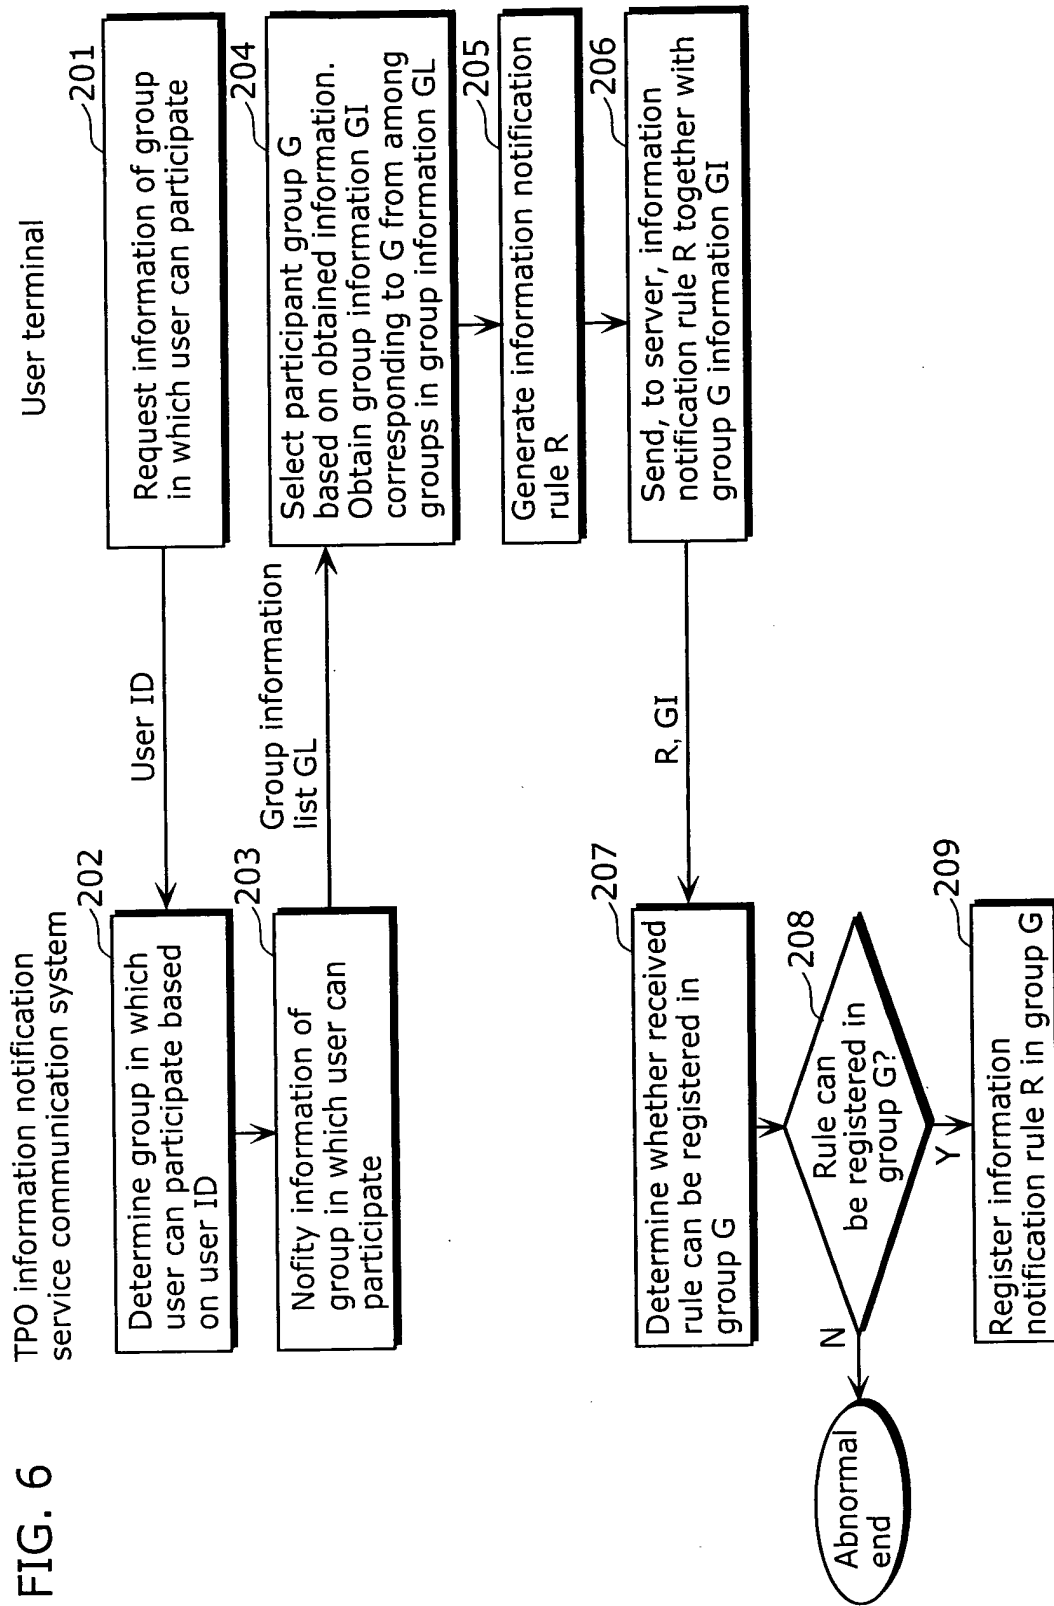 FIG. 6
TPO information notification
service communication system
User terminal
201
Request information of group
in which user can participate
User ID
202
Determine group in which
user can participate based
on user ID
203
Nofity information of
group in which user can
participate
Group information
list GL
204
Select participant group G
based on obtained information.
Obtain group information GI
corresponding to G from among
groups in group information GL
205
Generate information notification
rule R
206
Send, to server, information
notification rule R together with
group G information GI
R, GI
207
Determine whether received
rule can be registered in
group G
208
Rule can
be registered in
group G?
N
Abnormal
end
Y
209
Register information
notification rule R in group G